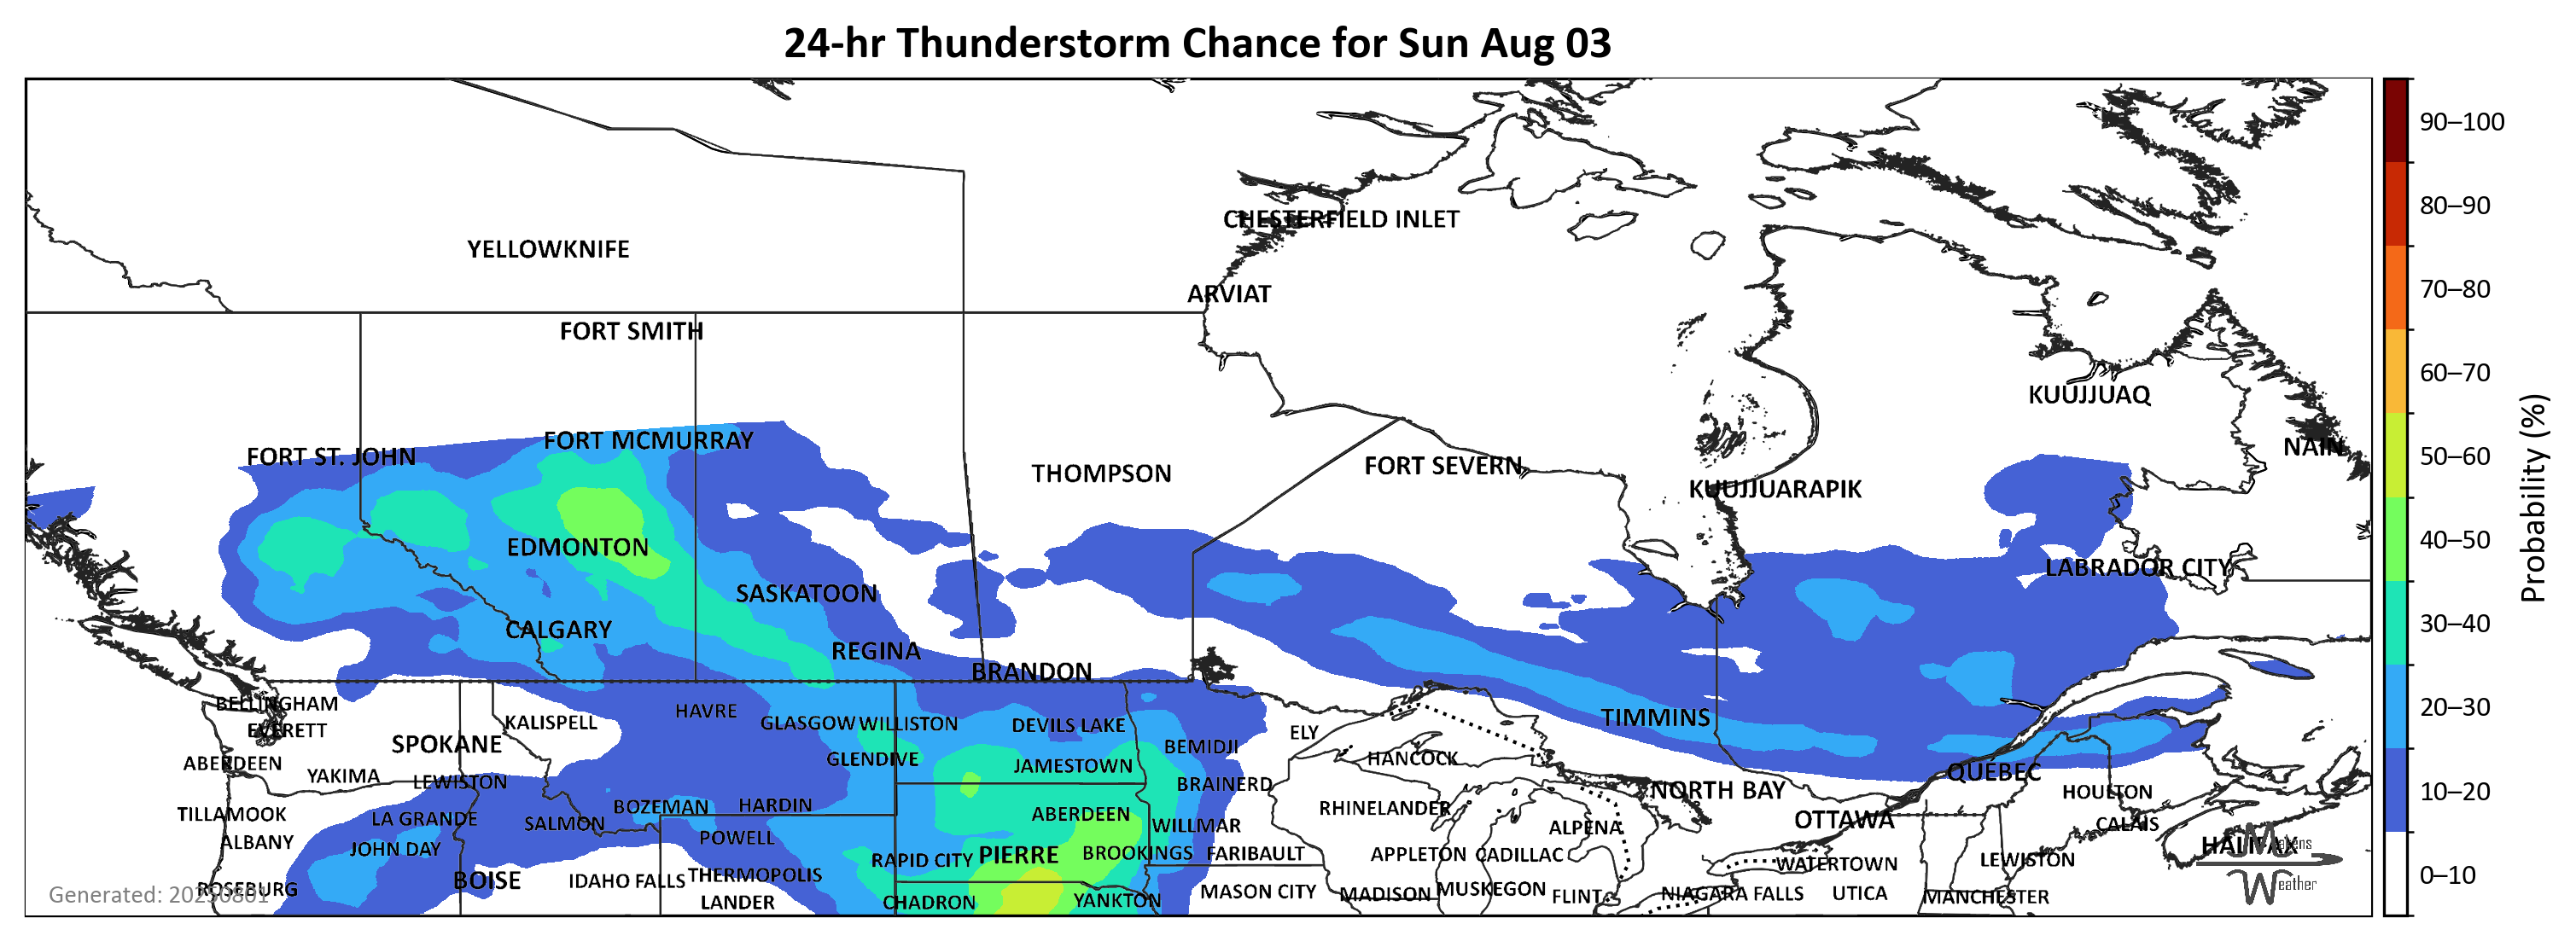 24-hr Thunderstorm Chance for Sun Aug 03
90–100
80–90
CHESTERFIELD INLET
YELLOWKNIFE
70–80
ARVIAT
FORT SMITH
60–70
KUUJJUAQ
FORT MCMURRAY
NAIN
50–60
FORT ST. JOHN
FORT SEVERN
THOMPSON
KUUJJUARAPIK
Probability (%)
40–50
EDMONTON
LABRADOR CITY
SASKATOON
30–40
CALGARY
REGINA
BRANDON
BELLINGHAM
20–30
HAVRE
TIMMINS
KALISPELL
GLASGOW
WILLISTON
DEVILS LAKE
EVERETT
ELY
SPOKANE
BEMIDJI
HANCOCK
GLENDIVE
ABERDEEN
JAMESTOWN
QUÉBEC
YAKIMA
LEWISTON
BRAINERD
NORTH BAY
HOULTON
10–20
BOZEMAN
HARDIN
RHINELANDER
TILLAMOOK
ABERDEEN
LA GRANDE
OTTAWA
SALMON
WILLMAR
ALPENA
CALAIS
POWELL
ALBANY
HALIFAX
Makens
JOHN DAY
BROOKINGS
FARIBAULT
APPLETON
CADILLAC
PIERRE
RAPID CITY
LEWISTON
WATERTOWN
0–10
THERMOPOLIS
BOISE
IDAHO FALLS
Weather
ROSEBURG
MASON CITY
MUSKEGON
MADISON
NIAGARA FALLS
UTICA
Generated: 20250801
FLINT
MANCHESTER
YANKTON
LANDER
CHADRON